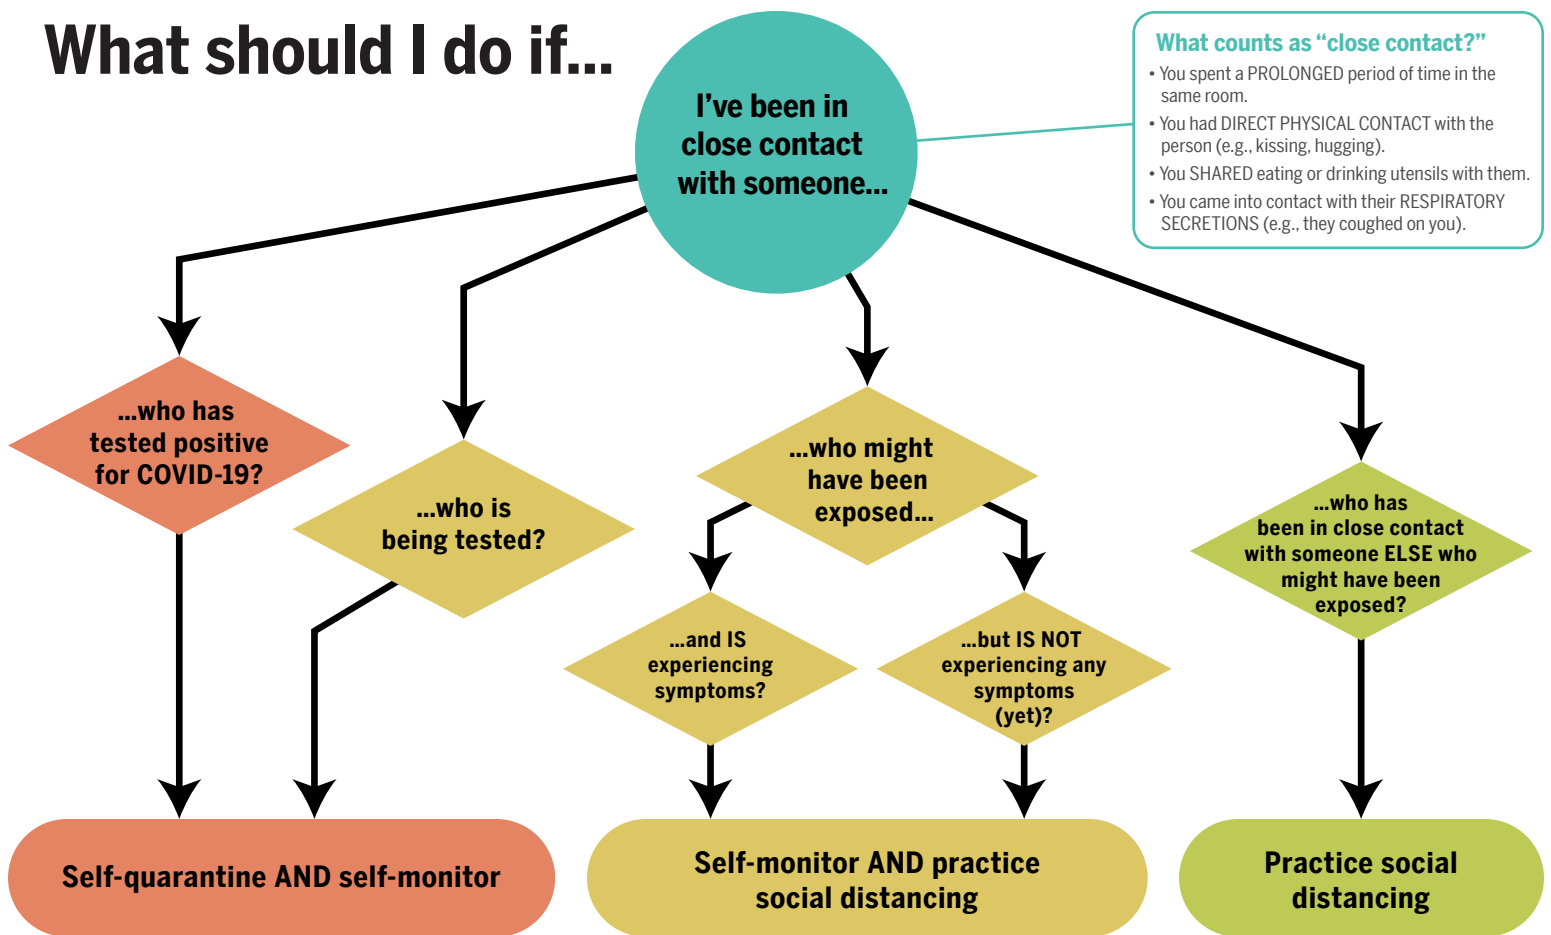 What should I do if...
I've been in
close contact
with someone...
What counts as “close contact?”
• You spent a PROLONGED period of time in the
same room.
• You had DIRECT PHYSICAL CONTACT with the
person (e.g., kissing, hugging).
• You SHARED eating or drinking utensils with them.
• You came into contact with their RESPIRATORY
SECRETIONS (e.g., they coughed on you).
...who has
tested positive
for COVID-19?
...who is
being tested?
...who might
have been
exposed...
...who has
been in close contact
with someone ELSE who
might have been
exposed?
...and IS
experiencing
symptoms?
...but IS NOT
experiencing any
symptoms
(yet)?
Self-quarantine AND self-monitor
Self-monitor AND practice
social distancing
Practice social
distancing